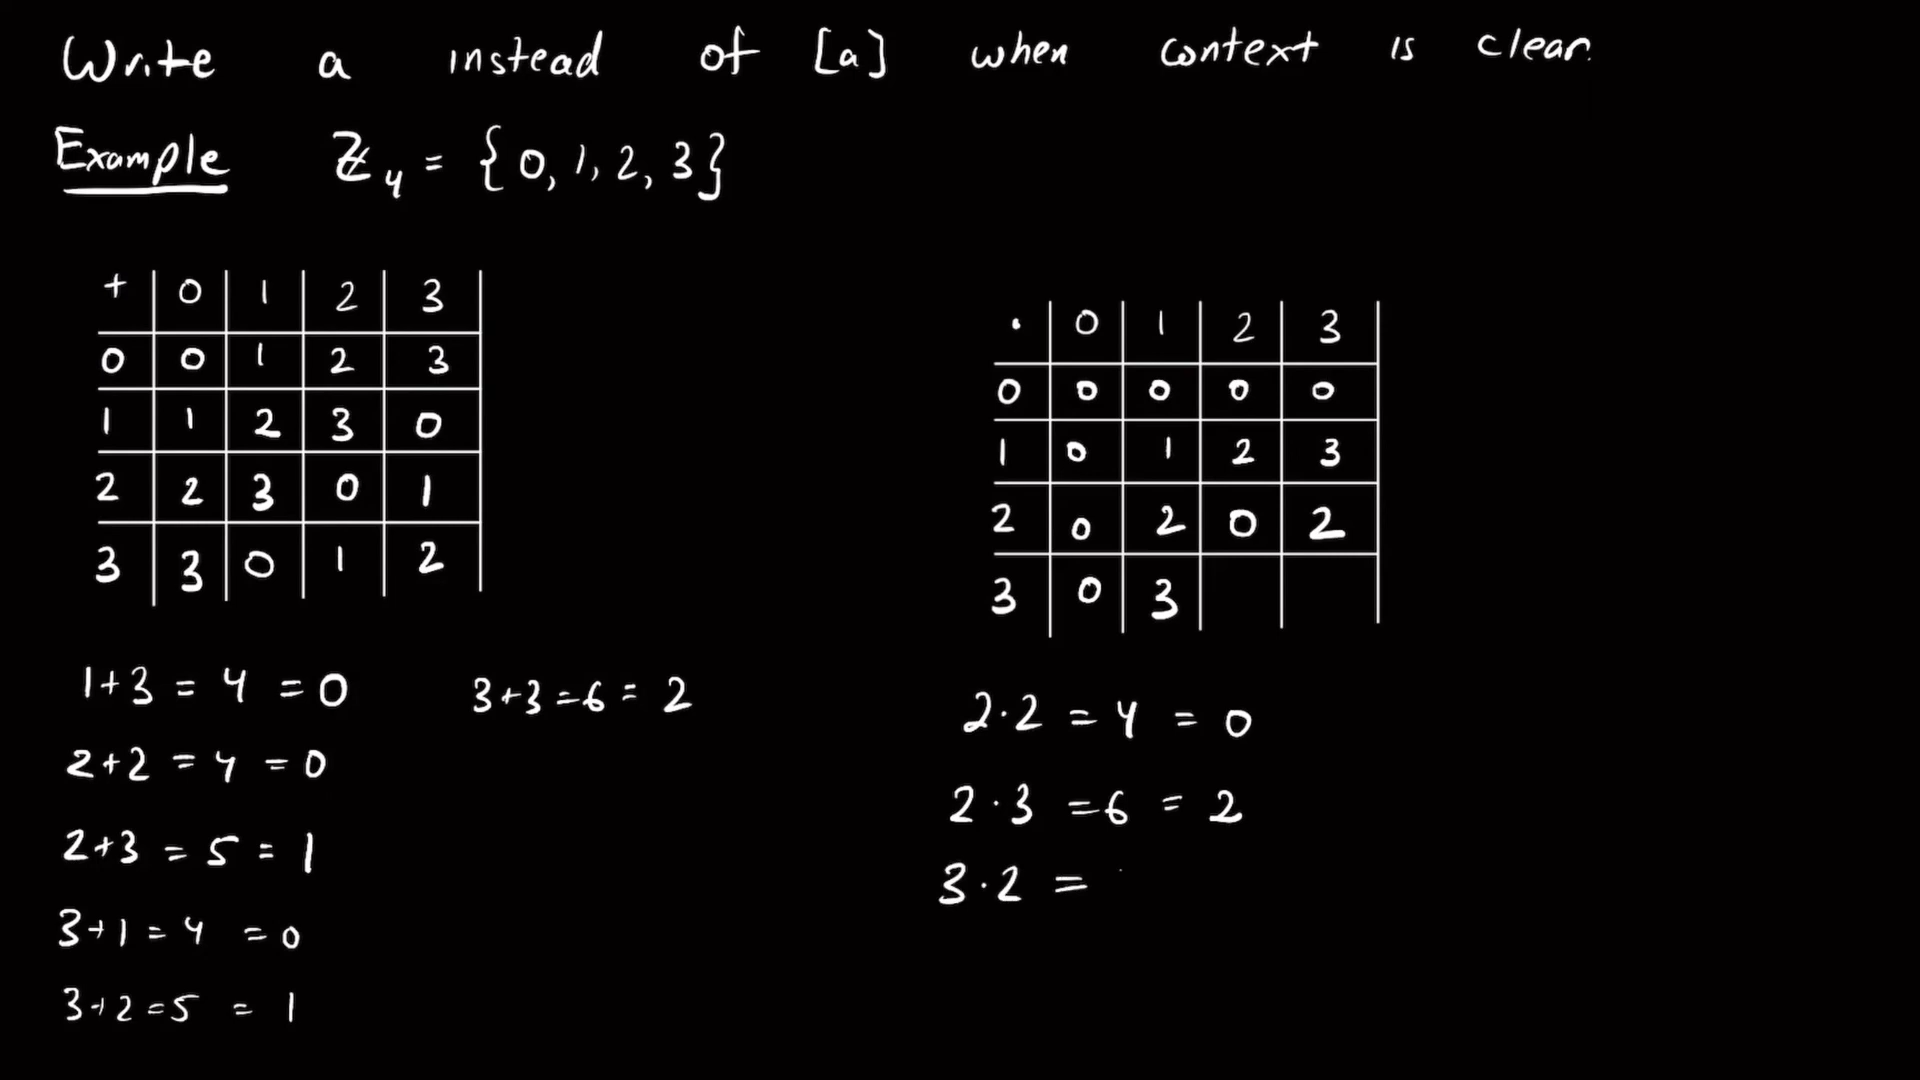 Write a instead of [a] when context is clear.
Example ℤ₄ = {0, 1, 2, 3}
+ 0 1 2 3
0 0 1 2 3
1 1 2 3 0
2 2 3 0 1
3 3 0 1 2
1+3 = 4 = 0
2+2 = 4 = 0
2+3 = 5 = 1
3+1 = 4 = 0
3+2 = 5 = 1
3+3 = 6 = 2
· 0 1 2 3
0 0 0 0 0
1 0 1 2 3
2 0 2 0 2
3 0 3
2·2 = 4 = 0
2·3 = 6 = 2
3·2 =